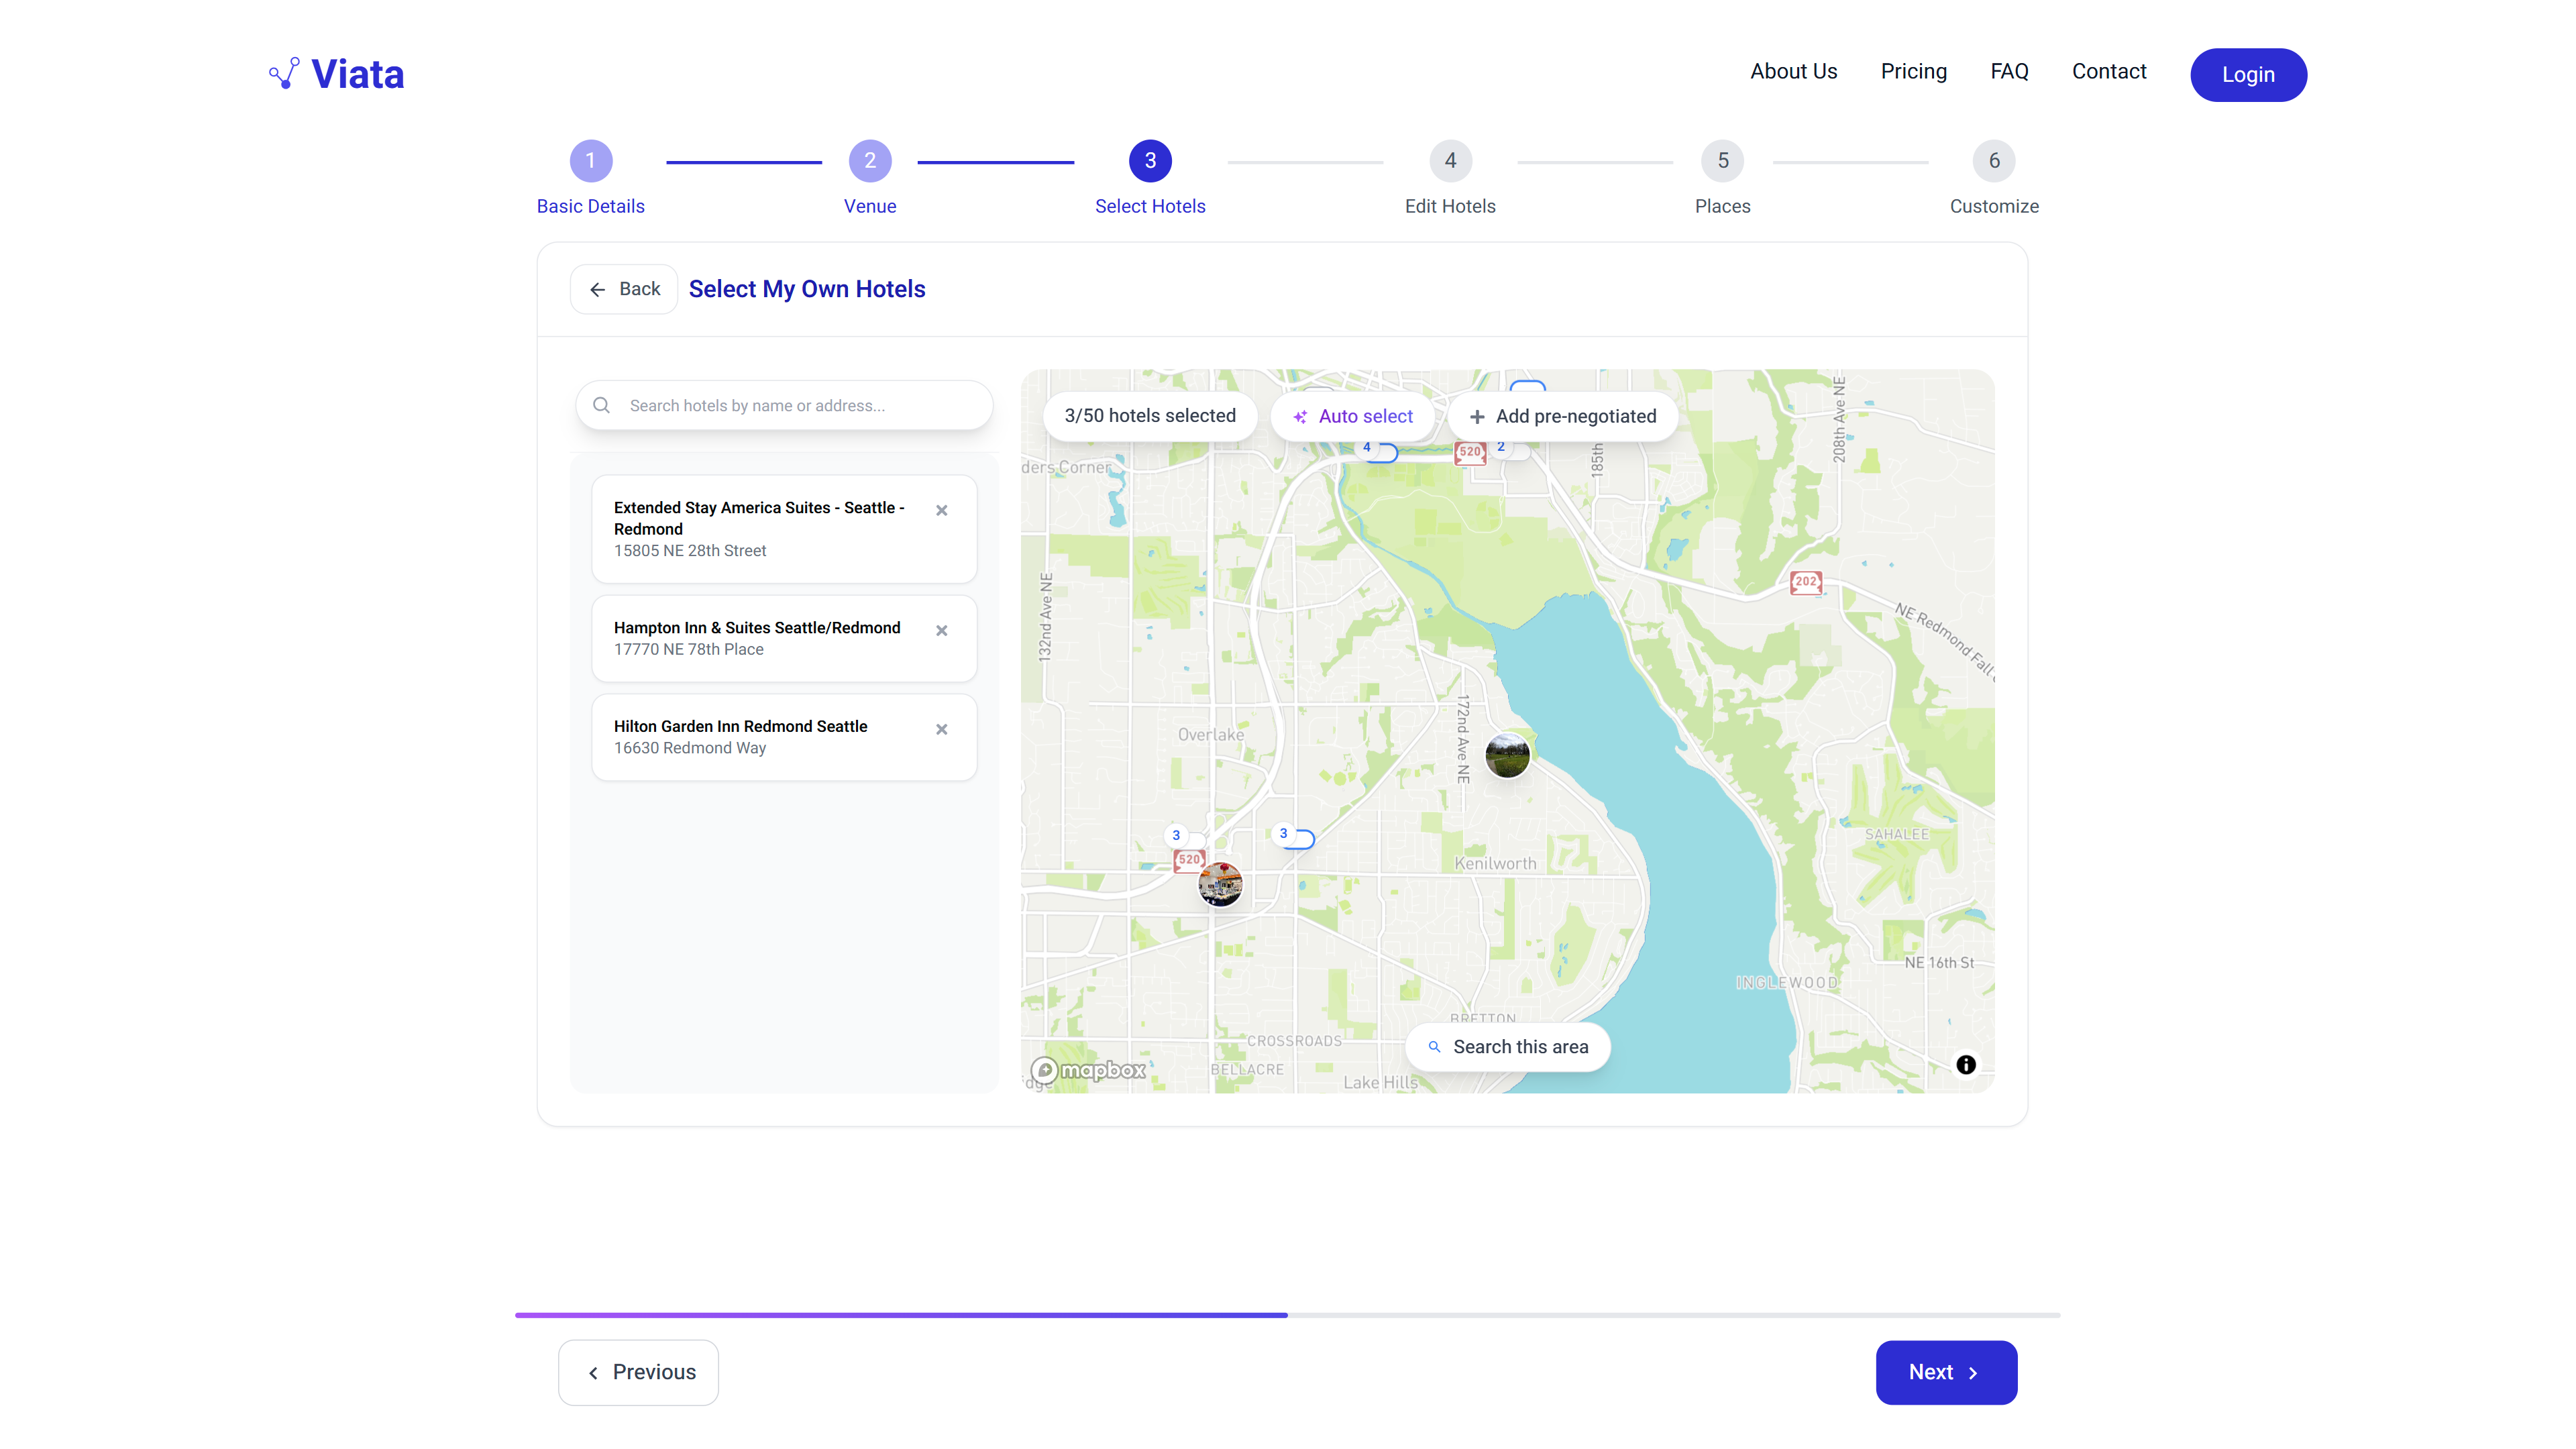 Viata
About Us
Pricing
FAQ
Contact
Login
1
2
3
4
5
6
Basic Details
Venue
Select Hotels
Edit Hotels
Places
Customize
Back
Select My Own Hotels
Search hotels by name or address...
Extended Stay America Suites - Seattle -
Redmond
15805 NE 28th Street
Hampton Inn & Suites Seattle/Redmond
17770 NE 78th Place
Hilton Garden Inn Redmond Seattle
16630 Redmond Way
3/50 hotels selected
Auto select
Add pre-negotiated
4
520
2
185th
208th Ave NE
ders Corner
132nd Ave NE
202
NE Redmond Fall
172nd Ave NE
Overlake
3
3
520
Kenilworth
SAHALEE
NE 16th St
INGLEWOOD
BRETTON
CROSSROADS
Search this area
mapbox
BELLACRE
Lake Hills
Previous
Next